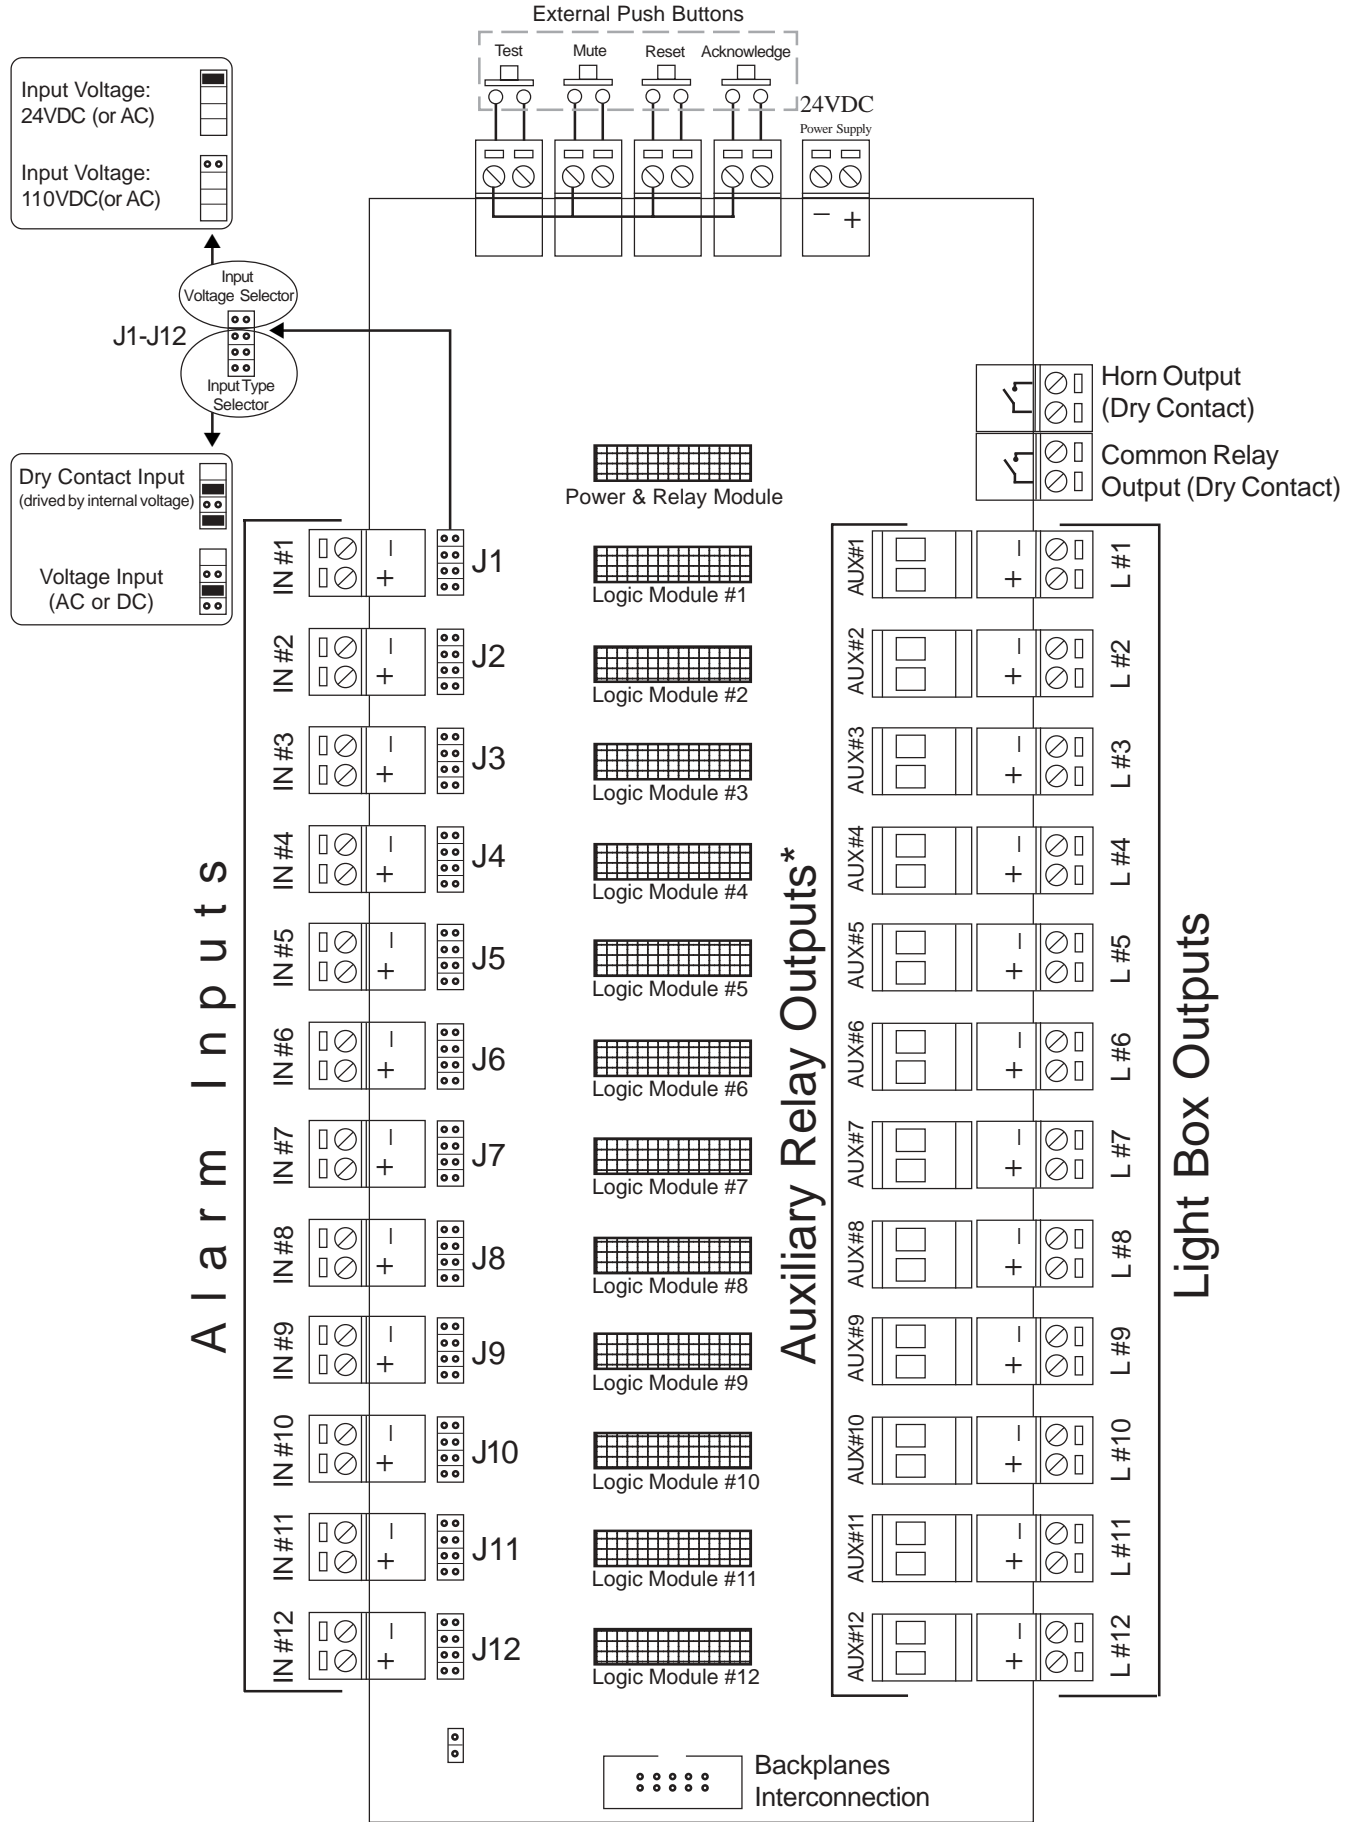 External Push Buttons
Test Mute Reset Acknowledge
24VDC
Power Supply
− +
Input Voltage:
24VDC (or AC)
Input Voltage:
110VDC(or AC)
Input
Voltage Selector
J1-J12
Input Type
Selector
Dry Contact Input
(drived by internal voltage)
Voltage Input
(AC or DC)
Horn Output
(Dry Contact)
Common Relay
Output (Dry Contact)
Power & Relay Module
Alarm Inputs
Auxiliary Relay Outputs*
Light Box Outputs
IN #1 − + J1 Logic Module #1 AUX#1 − + L #1
IN #2 − + J2 Logic Module #2 AUX#2 − + L #2
IN #3 − + J3 Logic Module #3 AUX#3 − + L #3
IN #4 − + J4 Logic Module #4 AUX#4 − + L #4
IN #5 − + J5 Logic Module #5 AUX#5 − + L #5
IN #6 − + J6 Logic Module #6 AUX#6 − + L #6
IN #7 − + J7 Logic Module #7 AUX#7 − + L #7
IN #8 − + J8 Logic Module #8 AUX#8 − + L #8
IN #9 − + J9 Logic Module #9 AUX#9 − + L #9
IN #10 − + J10 Logic Module #10 AUX#10 − + L #10
IN #11 − + J11 Logic Module #11 AUX#11 − + L #11
IN #12 − + J12 Logic Module #12 AUX#12 − + L #12
Backplanes
Interconnection